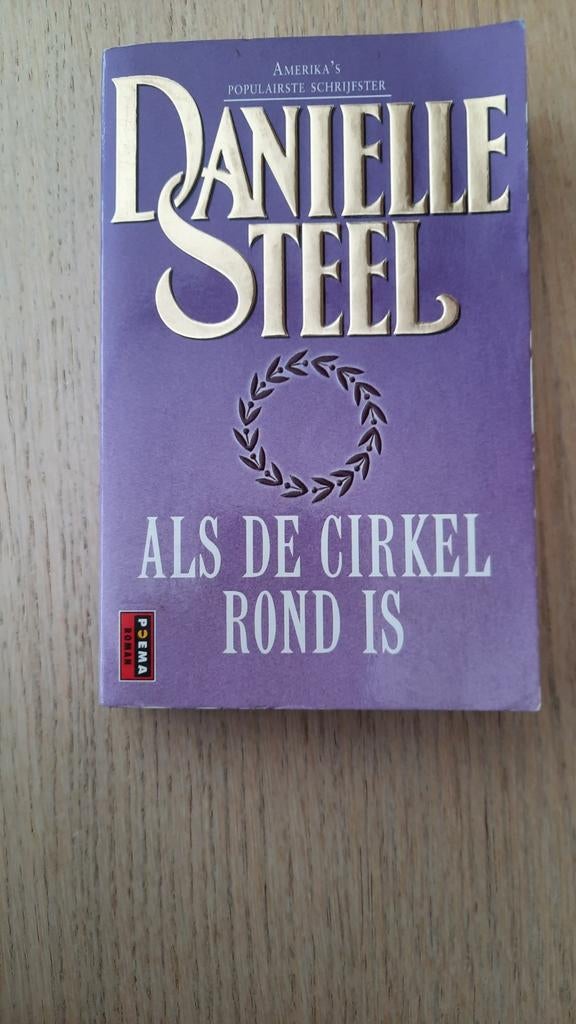 AMERIKA'S
POPULAIRSTE SCHRIJFSTER
DANIELLE
STEEL
ALS DE CIRKEL
ROND IS
POEMA
ROMAN